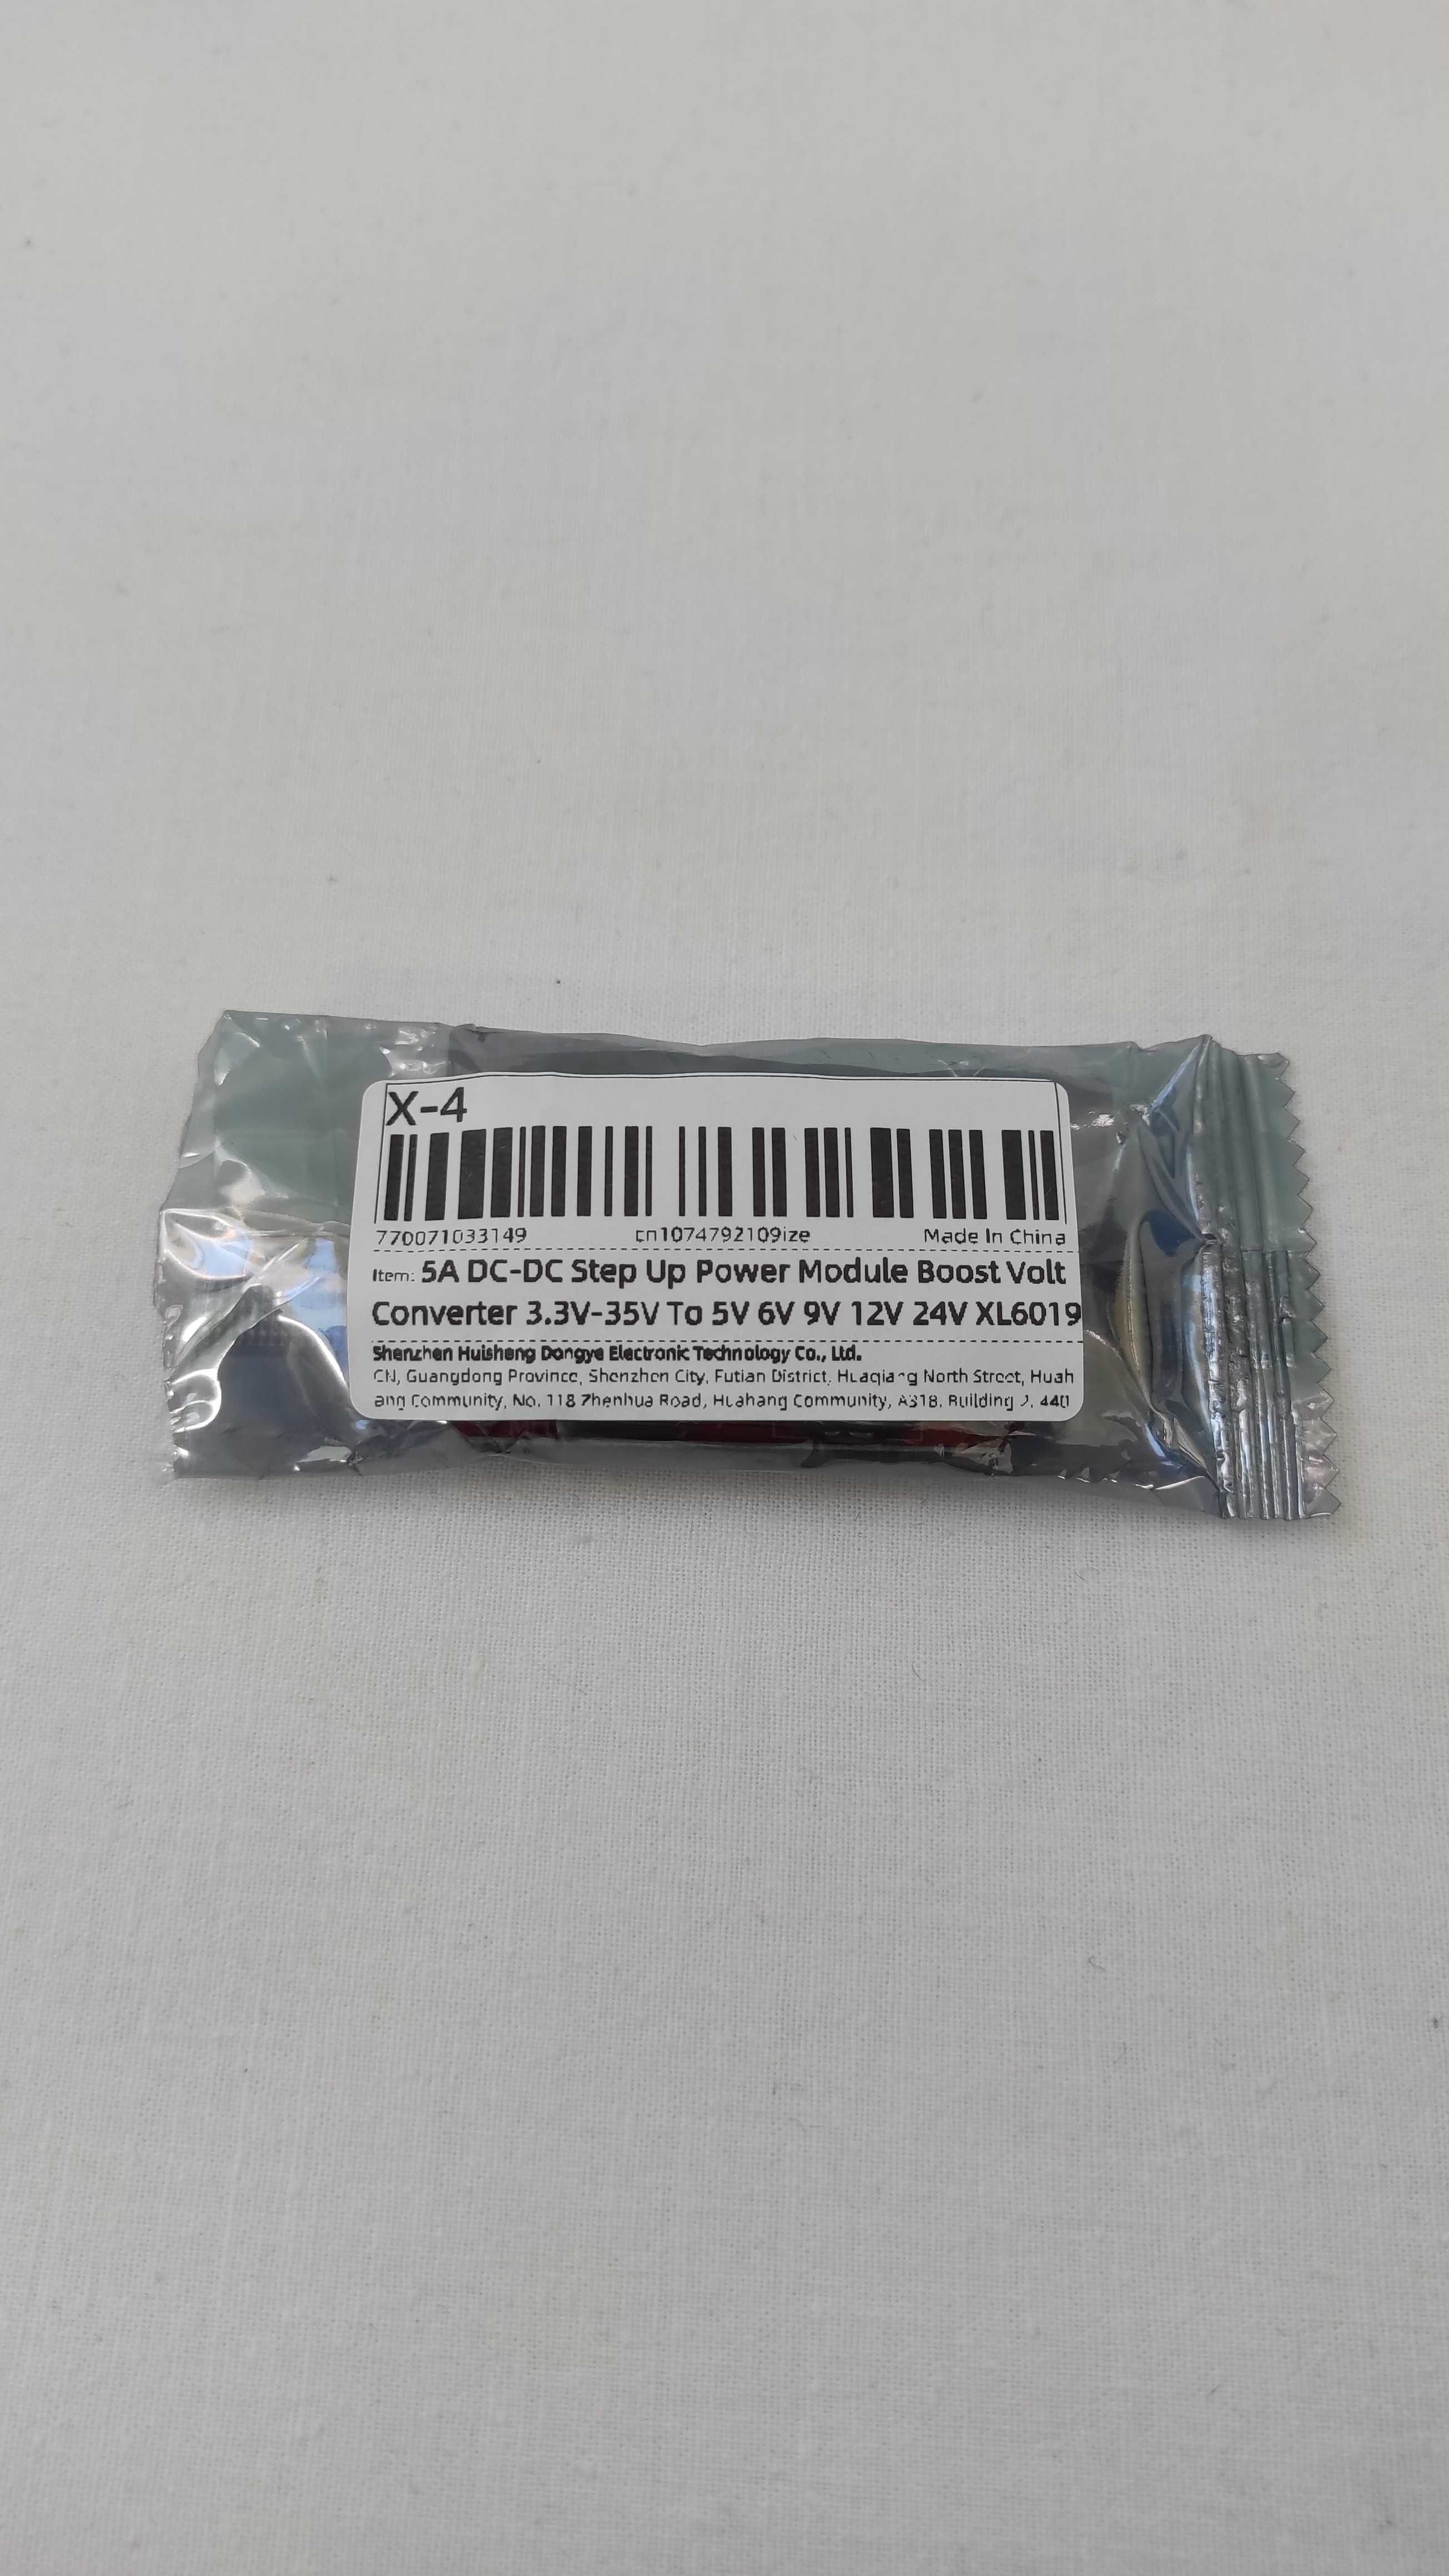 X-4
770071033149 cn1074792109ize Made In China
Item: 5A DC-DC Step Up Power Module Boost Volt
Converter 3.3V-35V To 5V 6V 9V 12V 24V XL6019
Shenzhen Huisheng Dongye Electronic Technology Co., Ltd.
CN, Guangdong Province, Shenzhen City, Futian District, Huaqiang North Street, Huah
ang Community, No. 118 Zhenhua Road, Huahang Community, A318, Building 2, 440